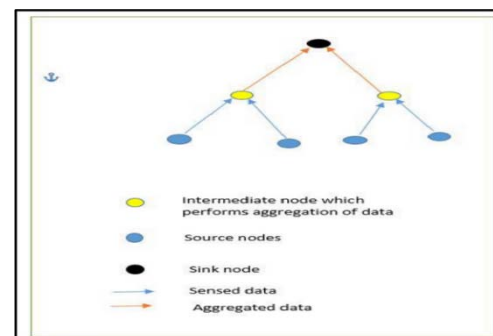 Intermediate node which
performs aggregation of data
Source nodes
Sink node
Sensed data
Aggregated data